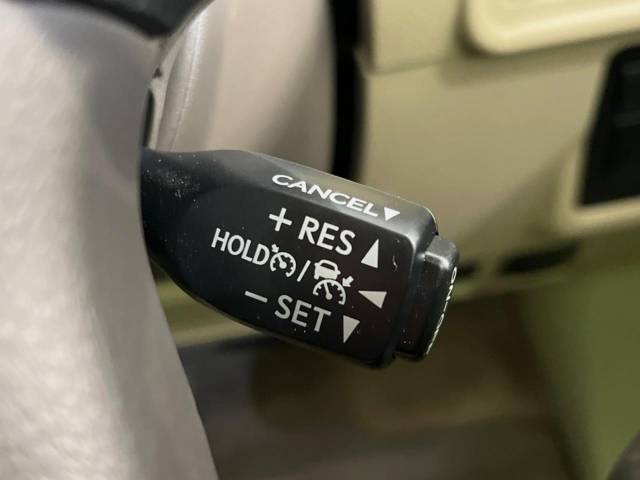 CANCEL▼
+ RES ▲
HOLD /
− SET ▼